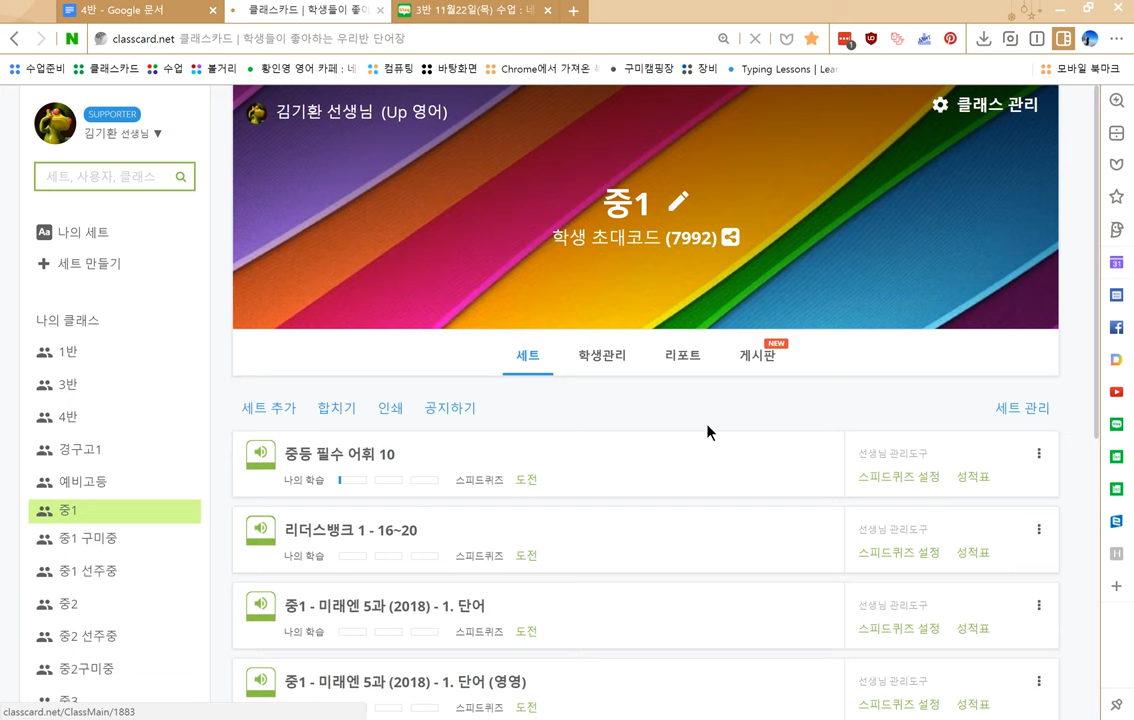 4반 - Google 문서
클래스카드 | 학생들이 좋아
3반 11월22일(목) 수업 : 네
classcard.net 클래스카드 | 학생들이 좋아하는 우리반 단어장
수업준비 클래스카드 수업 볼거리 황인영 영어 카페 : 네 컴퓨팅 바탕화면 Chrome에서 가져온 구미캠핑장 장비 Typing Lessons | Lear 모바일 북마크
SUPPORTER
김기환 선생님 ▼
세트, 사용자, 클래스
Aa 나의 세트
세트 만들기
나의 클래스
1반
3반
4반
경구고1
예비고등
중1
중1 구미중
중1 선주중
중2
중2 선주중
중2구미중
중3
김기환 선생님 (Up 영어)
클래스 관리
중1
학생 초대코드 (7992)
세트 학생관리 리포트 게시판 NEW
세트 추가 합치기 인쇄 공지하기 세트 관리
중등 필수 어휘 10
나의 학습 스피드퀴즈 도전
선생님 관리도구
스피드퀴즈 설정 성적표
리더스뱅크 1 - 16~20
나의 학습 스피드퀴즈 도전
선생님 관리도구
스피드퀴즈 설정 성적표
중1 - 미래엔 5과 (2018) - 1. 단어
나의 학습 스피드퀴즈 도전
선생님 관리도구
스피드퀴즈 설정 성적표
중1 - 미래엔 5과 (2018) - 1. 단어 (영영)
스피드퀴즈 도전
선생님 관리도구
스피드퀴즈 설정 성적표
classcard.net/ClassMain/1883